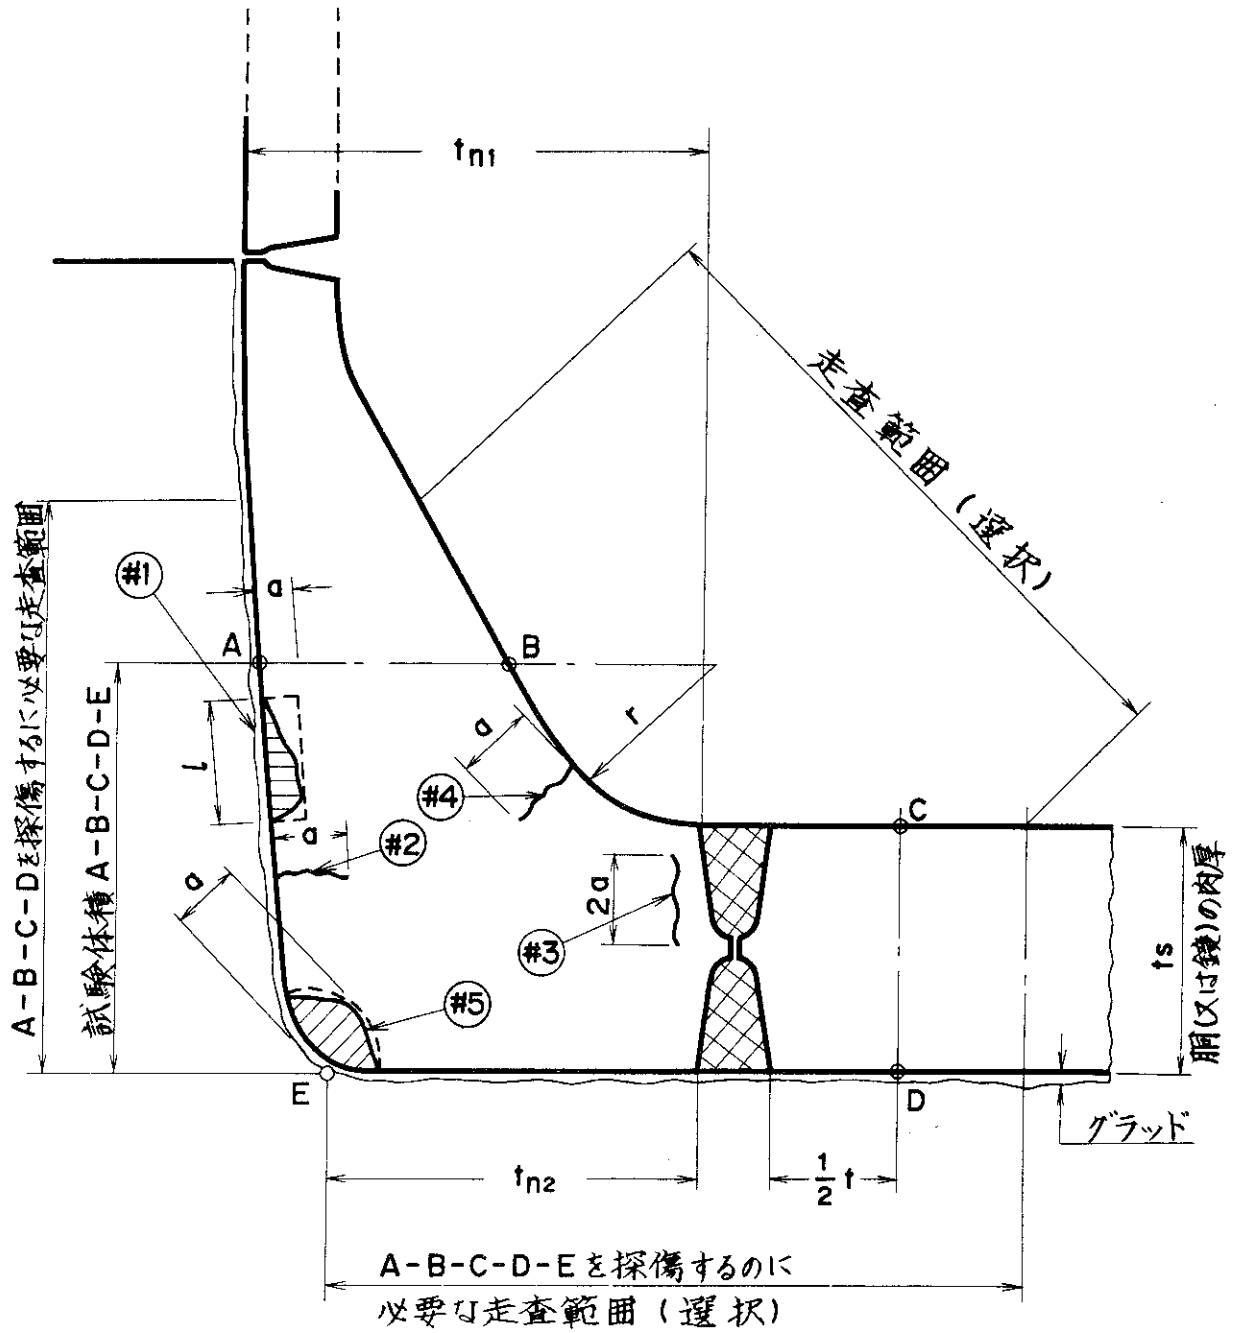 tn1
走査範囲(選択)
A-B-C-Dを探傷するに必要な走査範囲
試験体積 A-B-C-D-E
#1
a
A
B
l
r
a
#4
a
#2
C
2a
#3
a
#5
ts
胴(又は鏡)の肉厚
E
D
グラッド
tn2
1/2 t
A-B-C-D-Eを探傷するのに
必要な走査範囲(選択)